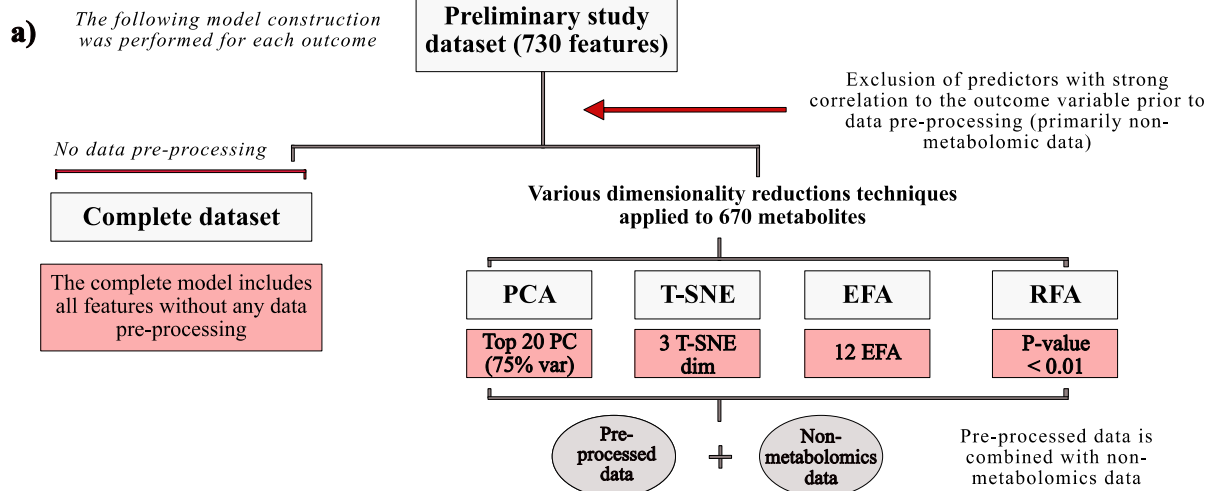 a)
The following model construction
was performed for each outcome
Preliminary study
dataset (730 features)
Exclusion of predictors with strong
correlation to the outcome variable prior to
data pre-processing (primarily non-
metabolomic data)
No data pre-processing
Complete dataset
The complete model includes
all features without any data
pre-processing
Various dimensionality reductions techniques
applied to 670 metabolites
PCA
T-SNE
EFA
RFA
Top 20 PC
(75% var)
3 T-SNE
dim
12 EFA
P-value
< 0.01
Pre-
processed
data
+
Non-
metabolomics
data
Pre-processed data is
combined with non-
metabolomics data